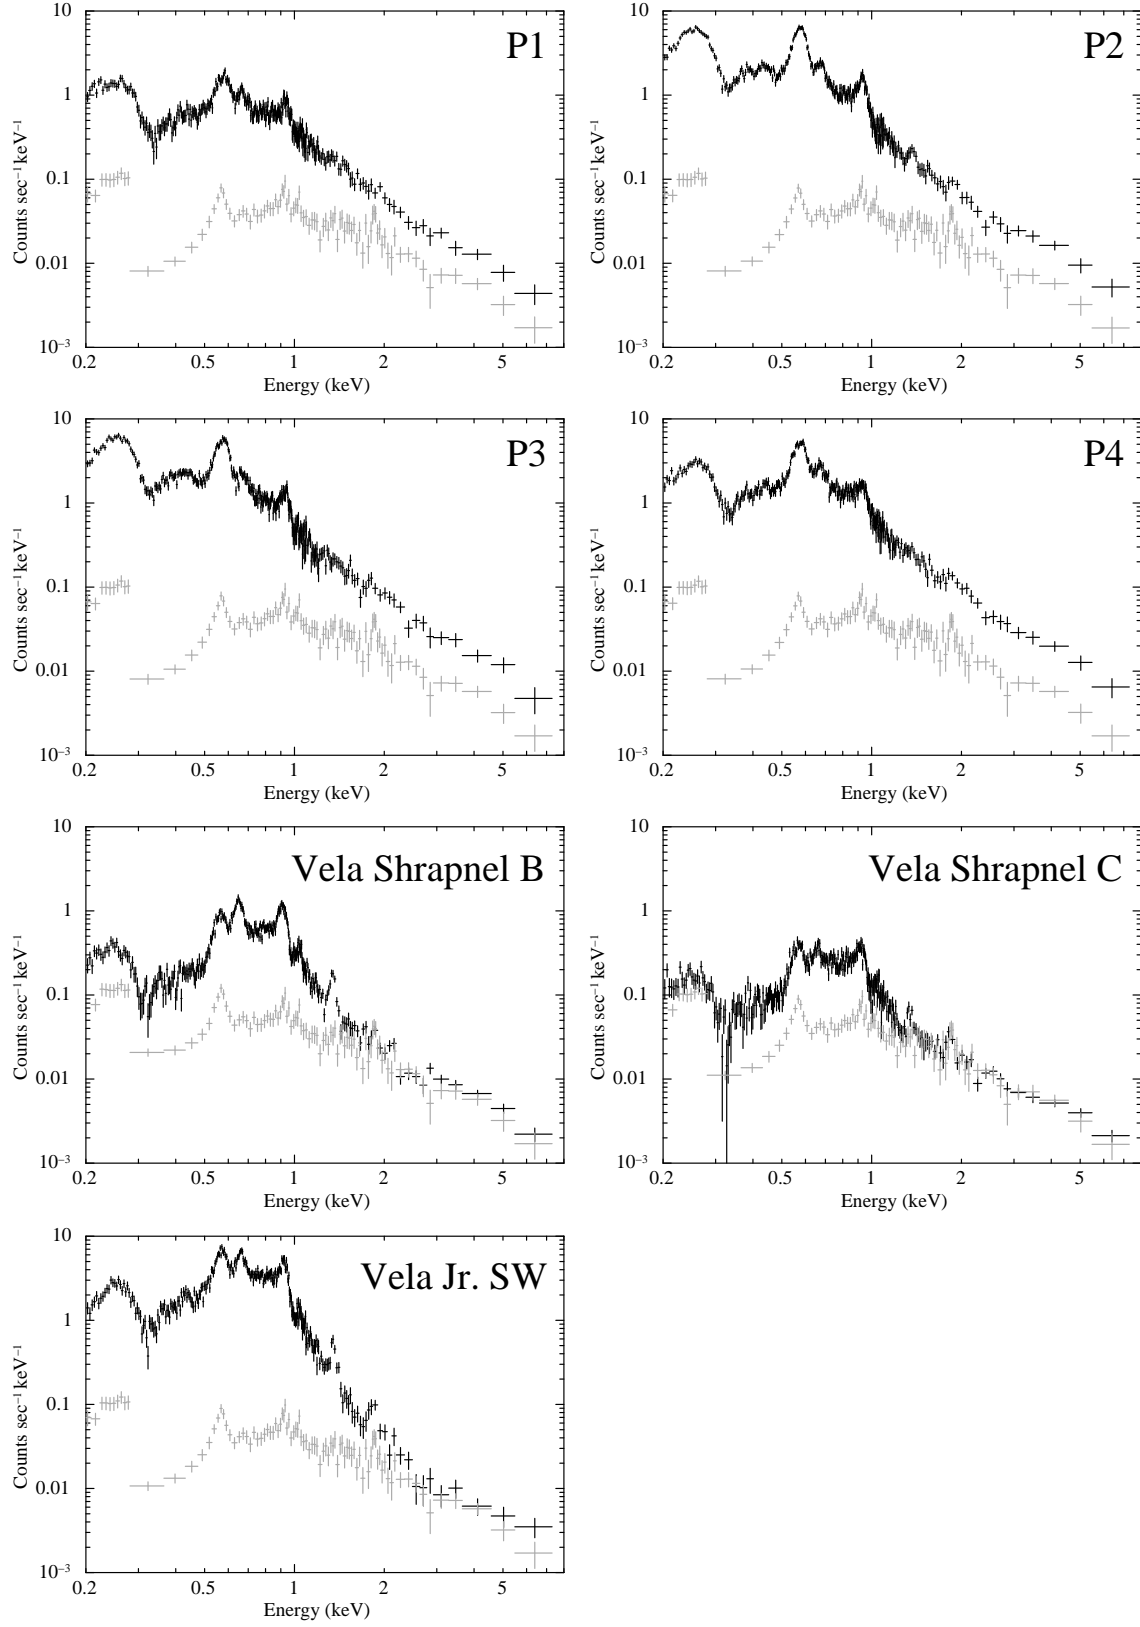 10
1
0.1
0.01
10⁻³
Counts sec⁻¹ keV⁻¹
P1
0.2 0.5 1 2 5
Energy (keV)
10
1
0.1
0.01
10⁻³
Counts sec⁻¹ keV⁻¹
P2
0.2 0.5 1 2 5
Energy (keV)
10
1
0.1
0.01
10⁻³
Counts sec⁻¹ keV⁻¹
P3
0.2 0.5 1 2 5
Energy (keV)
10
1
0.1
0.01
10⁻³
Counts sec⁻¹ keV⁻¹
P4
0.2 0.5 1 2 5
Energy (keV)
10
1
0.1
0.01
10⁻³
Counts sec⁻¹ keV⁻¹
Vela Shrapnel B
0.2 0.5 1 2 5
Energy (keV)
10
1
0.1
0.01
10⁻³
Counts sec⁻¹ keV⁻¹
Vela Shrapnel C
0.2 0.5 1 2 5
Energy (keV)
10
1
0.1
0.01
10⁻³
Counts sec⁻¹ keV⁻¹
Vela Jr. SW
0.2 0.5 1 2 5
Energy (keV)